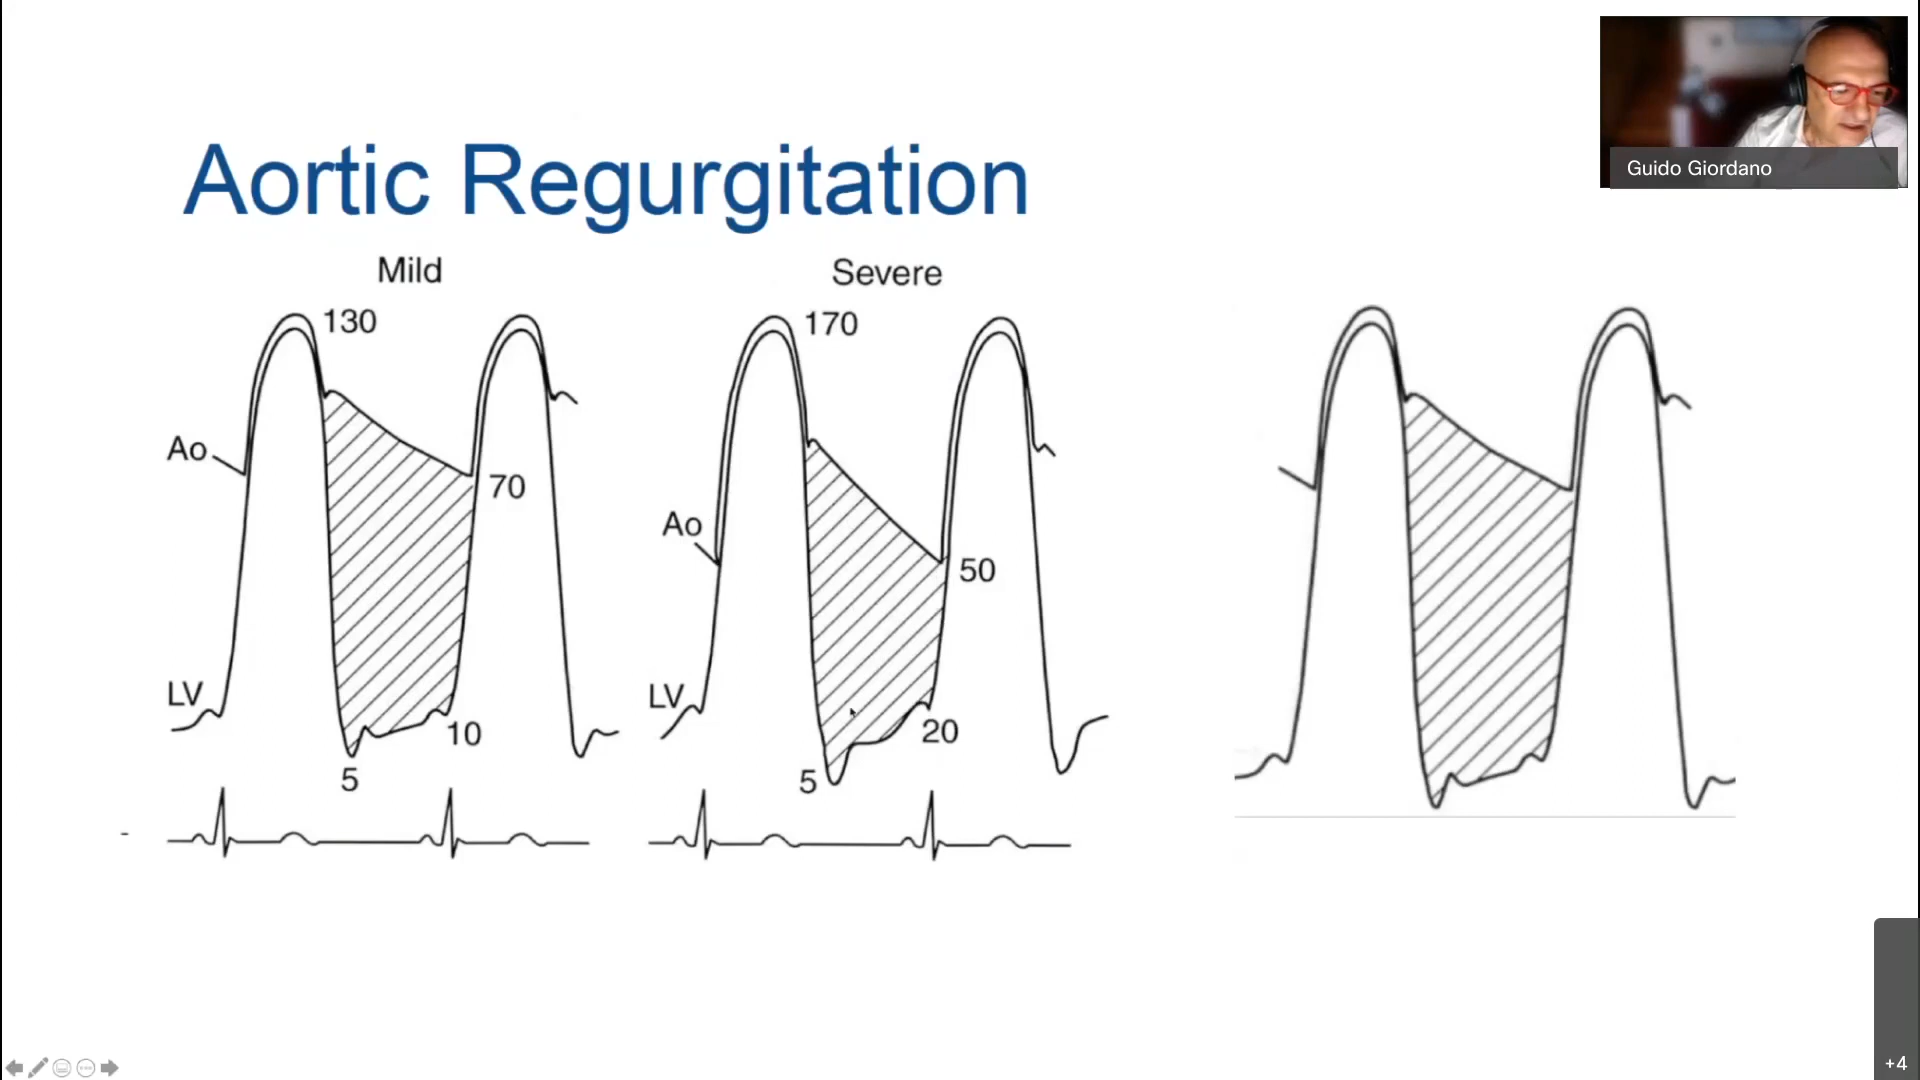 Guido Giordano
Aortic Regurgitation
Mild
Severe
130
170
Ao
70
Ao
50
LV
LV
10
20
5
5
+4